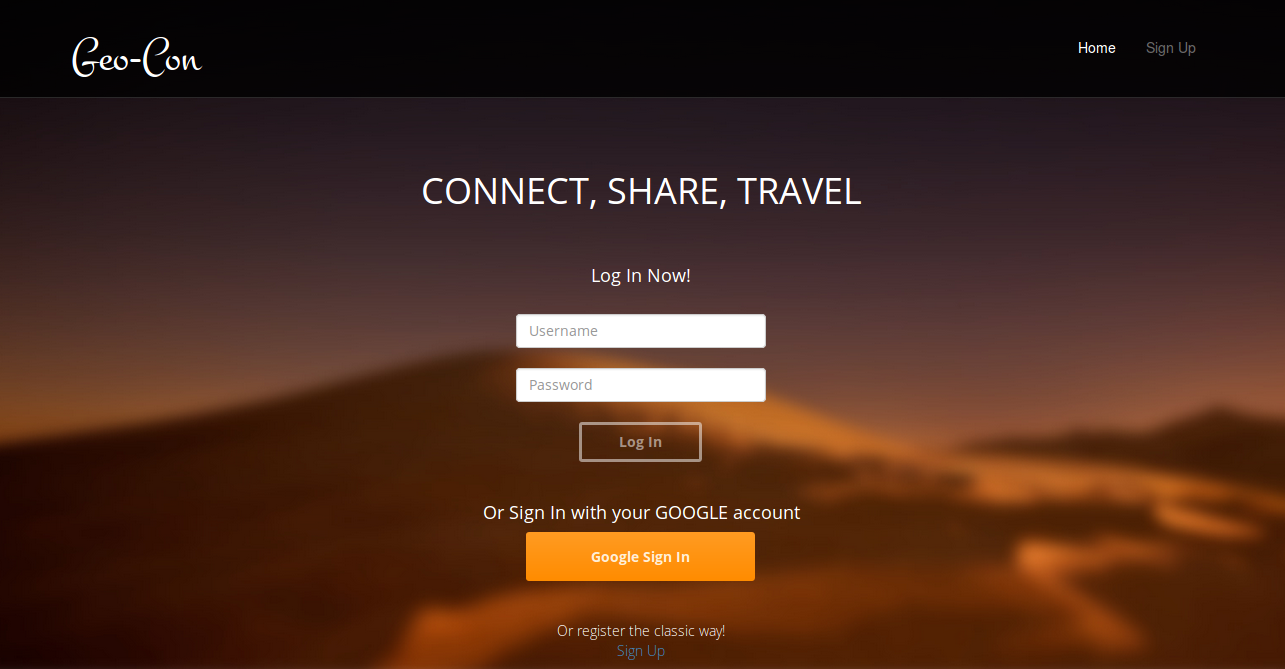 Geo-Con
Home
Sign Up
CONNECT, SHARE, TRAVEL
Log In Now!
Username
Password
Log In
Or Sign In with your GOOGLE account
Google Sign In
Or register the classic way!
Sign Up